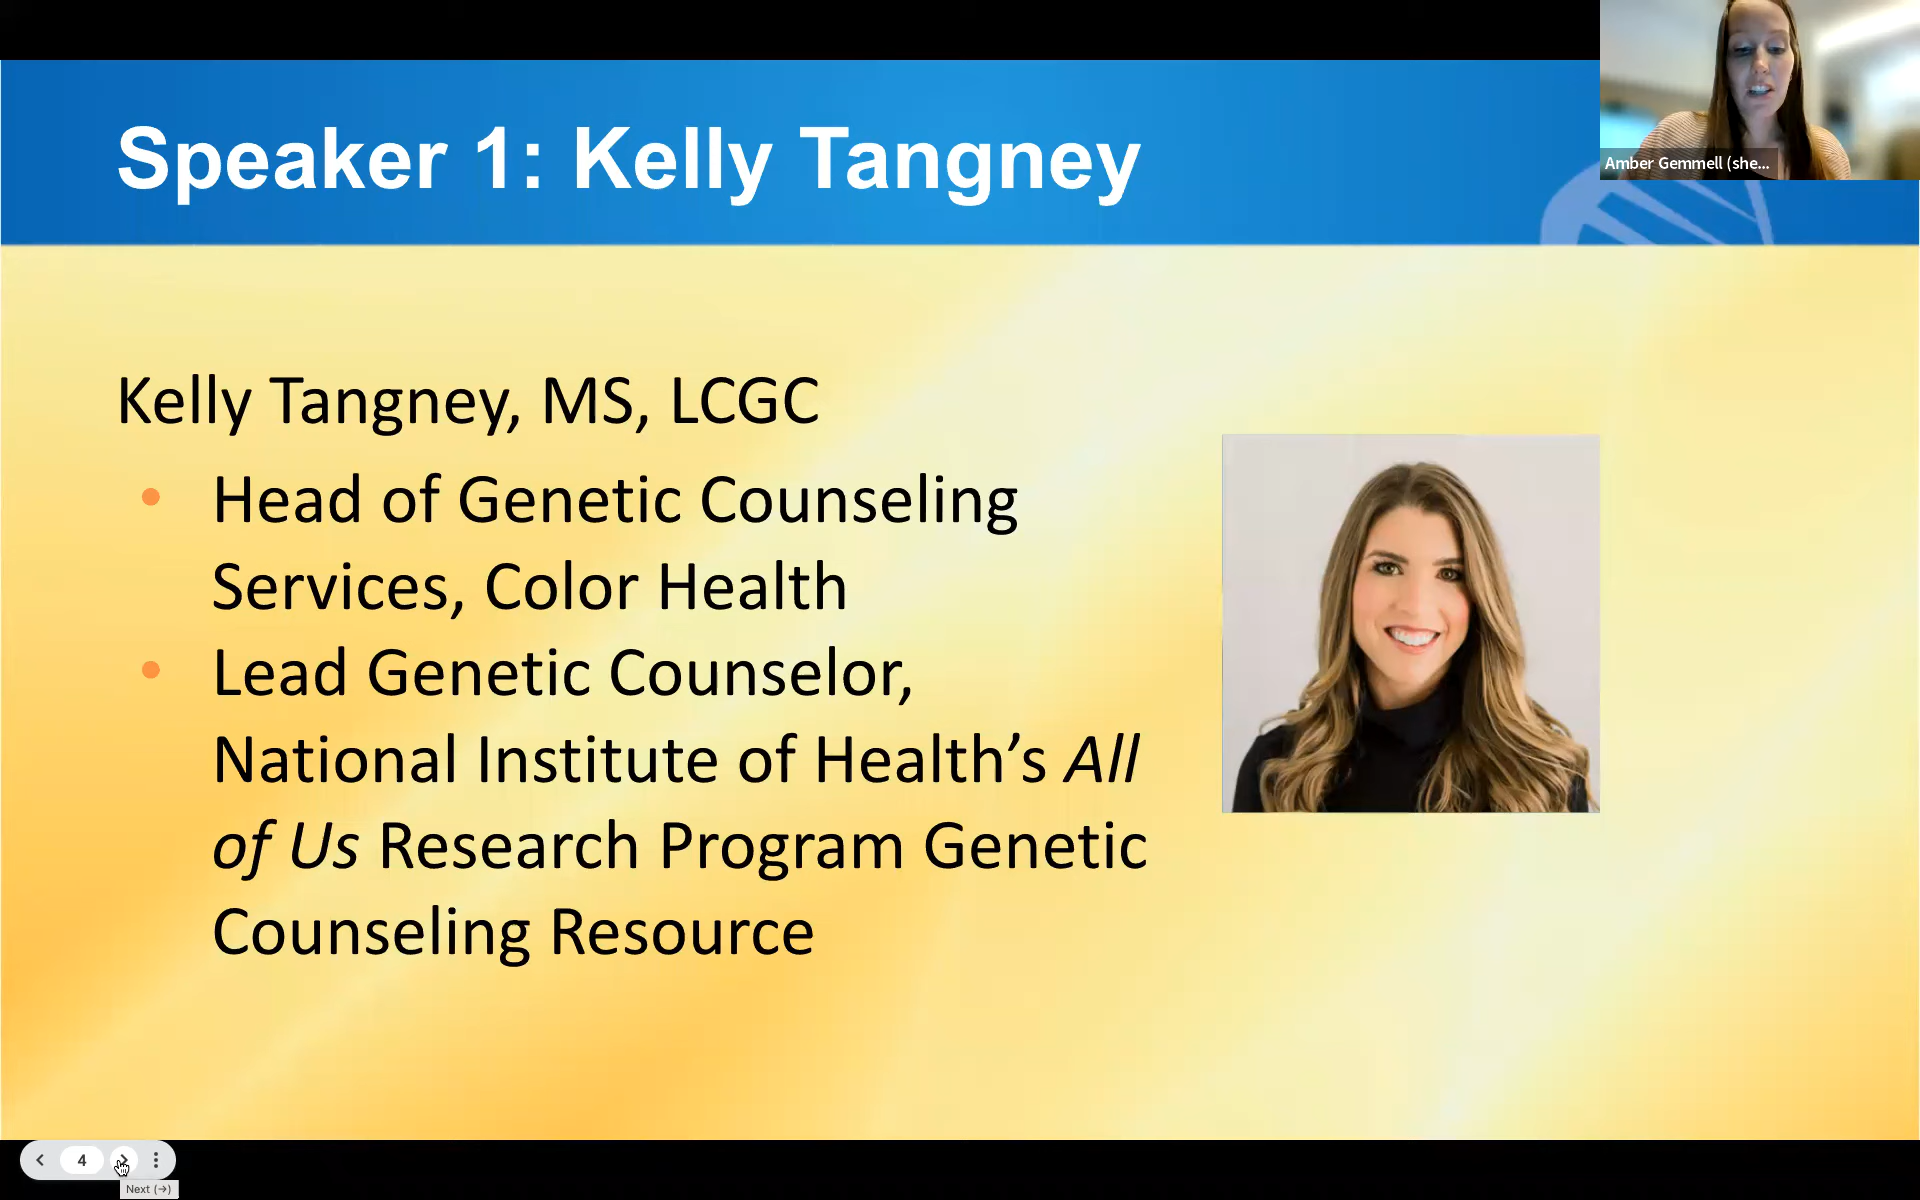 Speaker 1: Kelly Tangney
Amber Gemmell (she...
Kelly Tangney, MS, LCGC
• Head of Genetic Counseling
Services, Color Health
• Lead Genetic Counselor,
National Institute of Health’s All
of Us Research Program Genetic
Counseling Resource
4
Next (→)